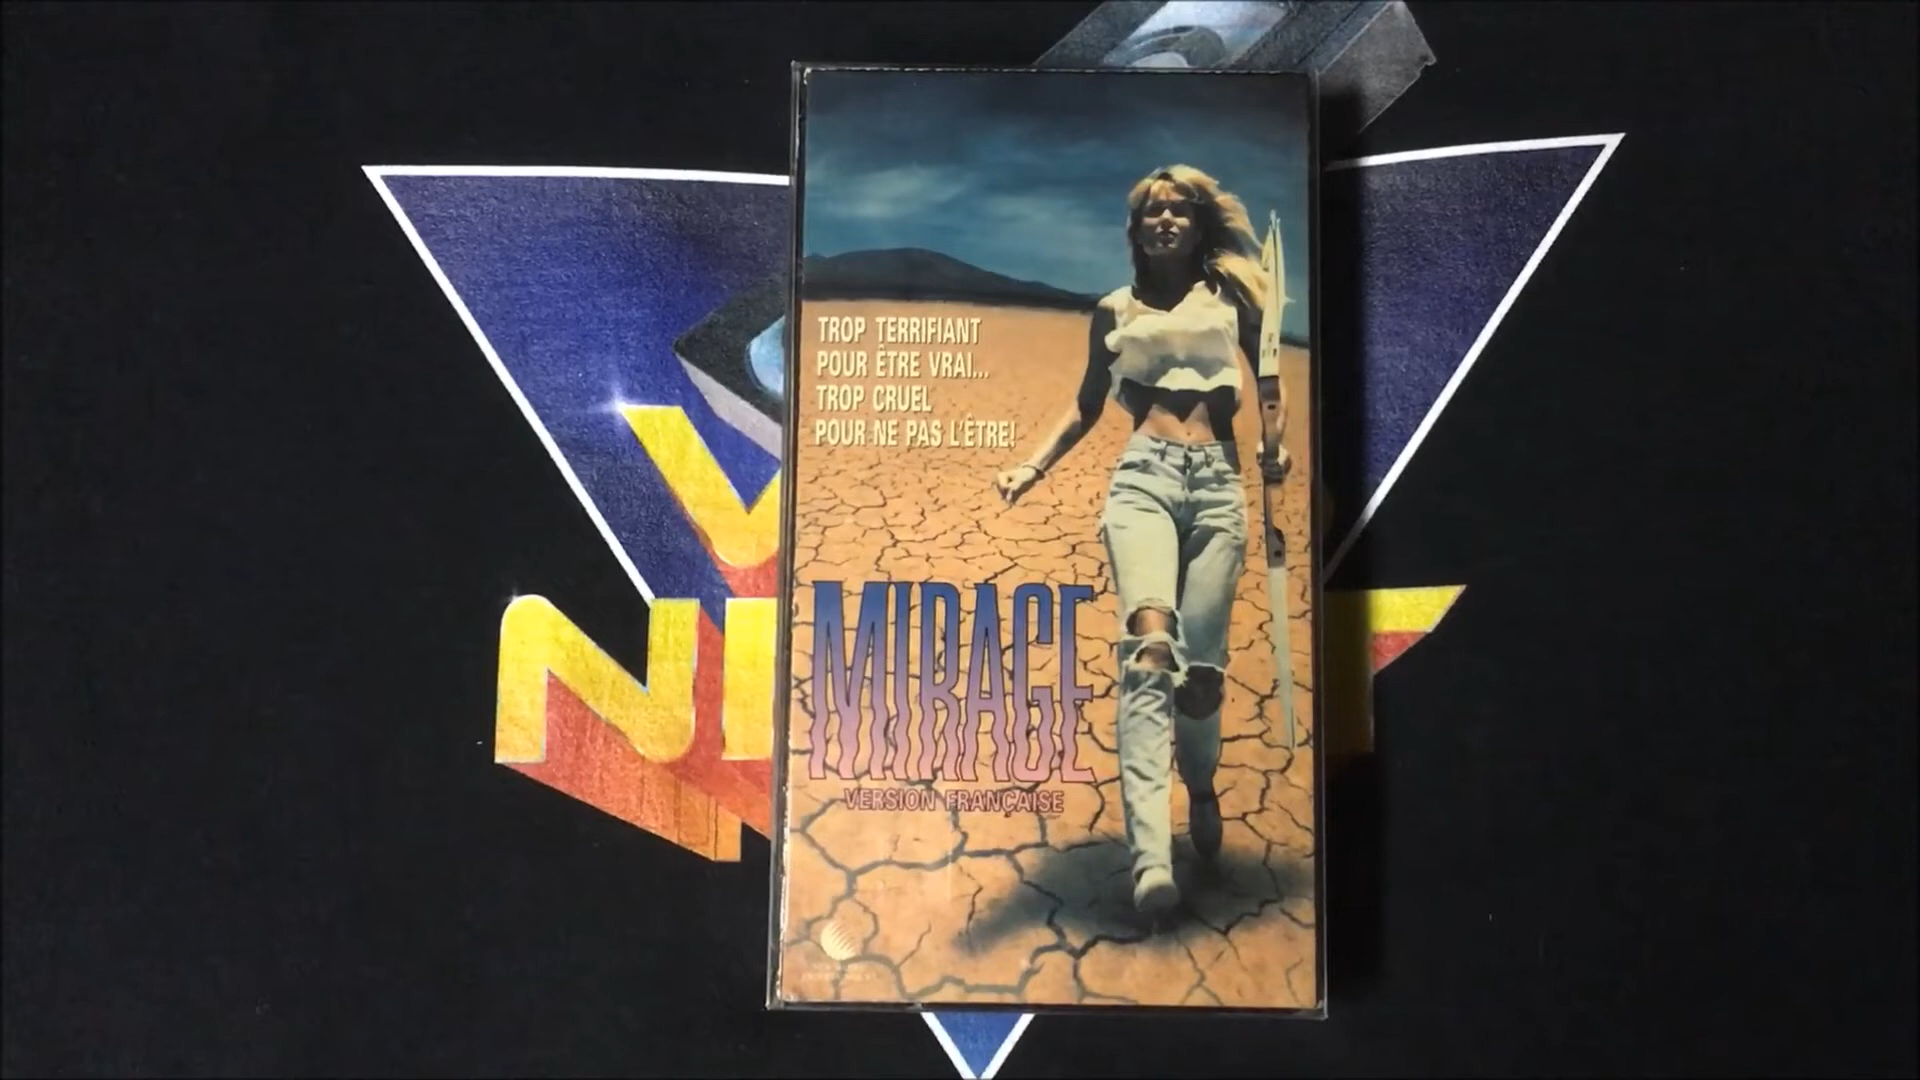 TROP TERRIFIANT
POUR ÊTRE VRAI...
TROP CRUEL
POUR NE PAS L'ÊTRE!
MIRAGE
VERSION FRANÇAISE